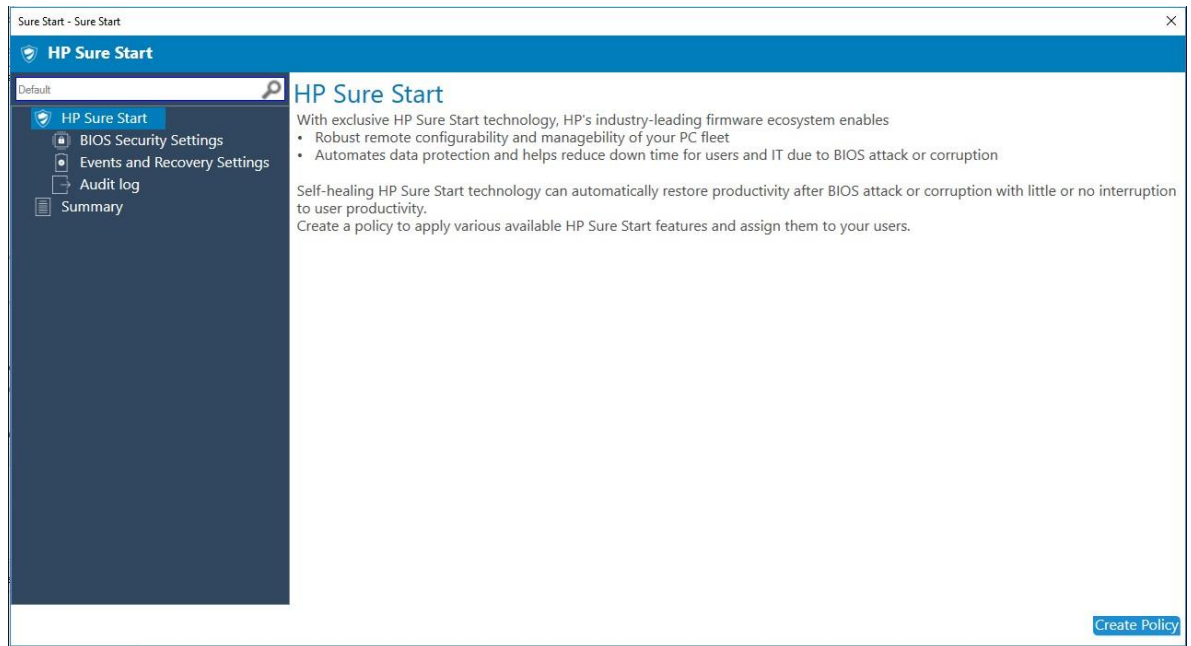 Sure Start - Sure Start
HP Sure Start
Default
HP Sure Start
BIOS Security Settings
Events and Recovery Settings
Audit log
Summary
HP Sure Start
With exclusive HP Sure Start technology, HP's industry-leading firmware ecosystem enables
• Robust remote configurability and managebility of your PC fleet
• Automates data protection and helps reduce down time for users and IT due to BIOS attack or corruption
Self-healing HP Sure Start technology can automatically restore productivity after BIOS attack or corruption with little or no interruption
to user productivity.
Create a policy to apply various available HP Sure Start features and assign them to your users.
Create Policy